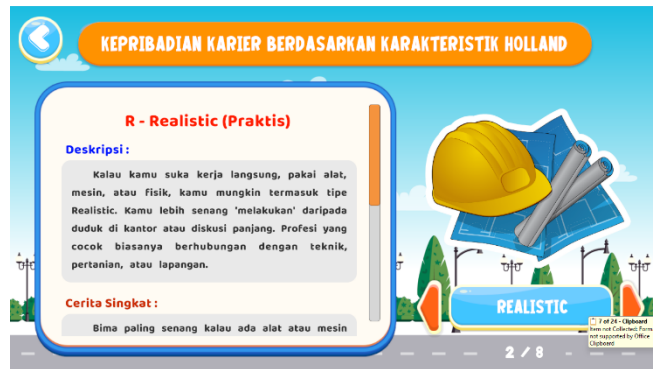 KEPRIBADIAN KARIER BERDASARKAN KARAKTERISTIK HOLLAND
R - Realistic (Praktis)
Deskripsi :
Kalau kamu suka kerja langsung, pakai alat,
mesin, atau fisik, kamu mungkin termasuk tipe
Realistic. Kamu lebih senang 'melakukan' daripada
duduk di kantor atau diskusi panjang. Profesi yang
cocok biasanya berhubungan dengan teknik,
pertanian, atau lapangan.
Cerita Singkat :
Bima paling senang kalau ada alat atau mesin
REALISTIC
2 / 8
7 of 24 - Clipboard
Item not Collected: Form
not supported by Office
Clipboard